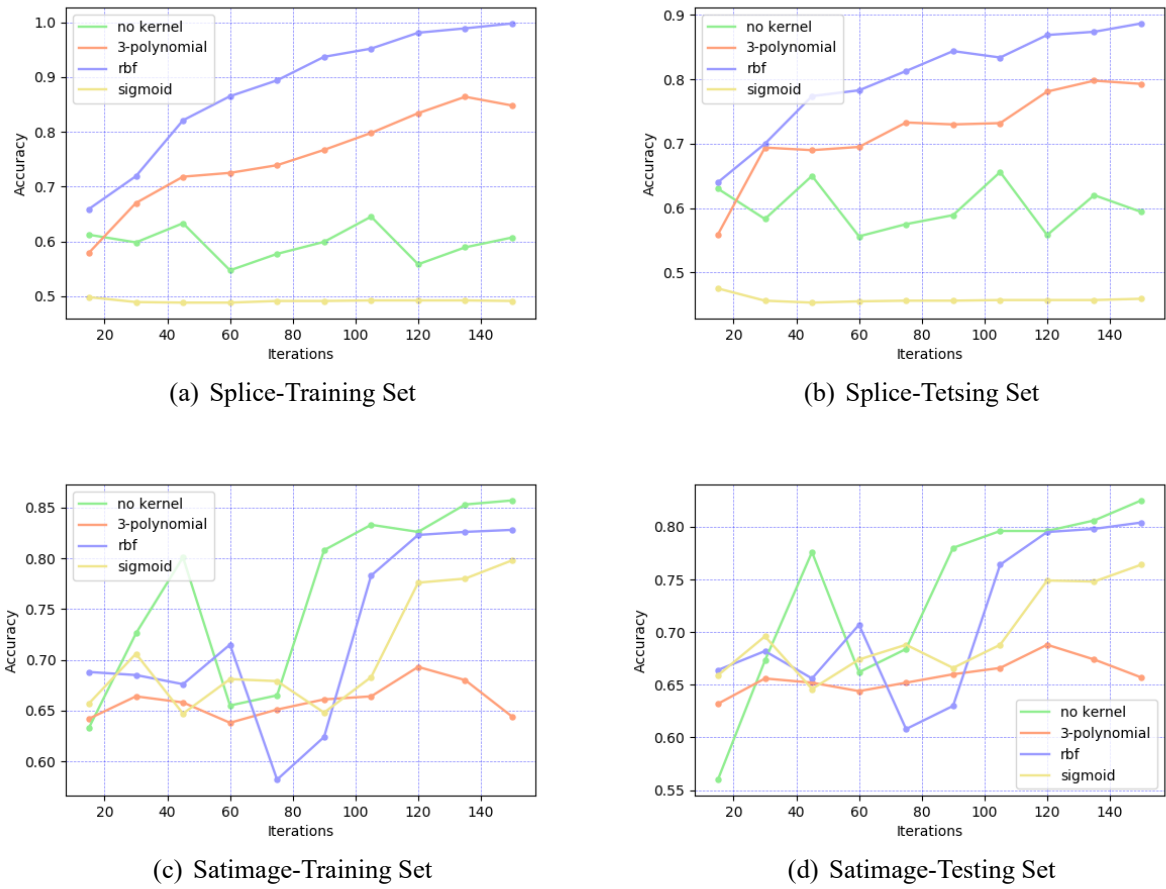 no kernel
3-polynomial
rbf
sigmoid
1.0
0.9
0.8
0.7
0.6
0.5
Accuracy
20 40 60 80 100 120 140
Iterations
(a) Splice-Training Set
no kernel
3-polynomial
rbf
sigmoid
0.9
0.8
0.7
0.6
0.5
Accuracy
20 40 60 80 100 120 140
Iterations
(b) Splice-Tetsing Set
no kernel
3-polynomial
rbf
sigmoid
0.85
0.80
0.75
0.70
0.65
0.60
Accuracy
20 40 60 80 100 120 140
Iterations
(c) Satimage-Training Set
0.80
0.75
0.70
0.65
0.60
0.55
Accuracy
no kernel
3-polynomial
rbf
sigmoid
20 40 60 80 100 120 140
Iterations
(d) Satimage-Testing Set